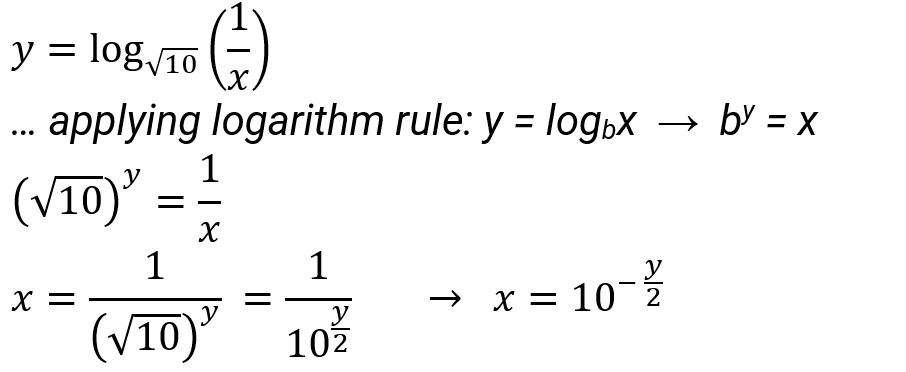 y = log_√10 (1/x)
... applying logarithm rule: y = log_b x → b^y = x
(√10)^y = 1/x
x = 1/(√10)^y = 1/10^(y/2) → x = 10^(-y/2)